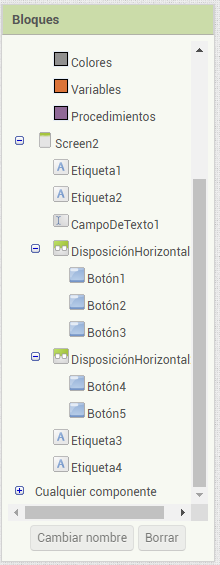 Bloques
Colores
Variables
Procedimientos
Screen2
Etiqueta1
Etiqueta2
CampoDeTexto1
DisposiciónHorizontal
Botón1
Botón2
Botón3
DisposiciónHorizontal
Botón4
Botón5
Etiqueta3
Etiqueta4
Cualquier componente
Cambiar nombre Borrar